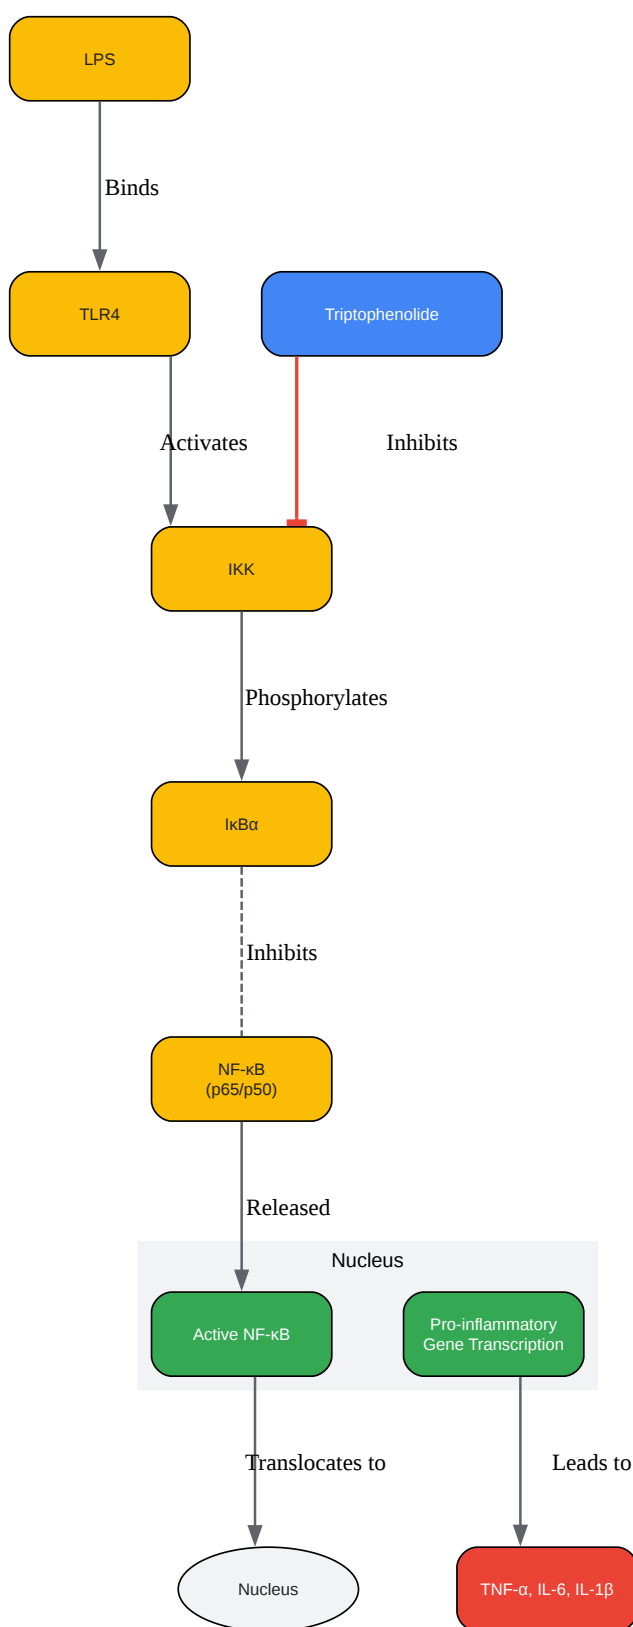 LPS
Binds
TLR4
Triptophenolide
Activates
Inhibits
IKK
Phosphorylates
IκBα
Inhibits
NF-κB
(p65/p50)
Released
Nucleus
Active NF-κB
Pro-inflammatory
Gene Transcription
Translocates to
Leads to
Nucleus
TNF-α, IL-6, IL-1β